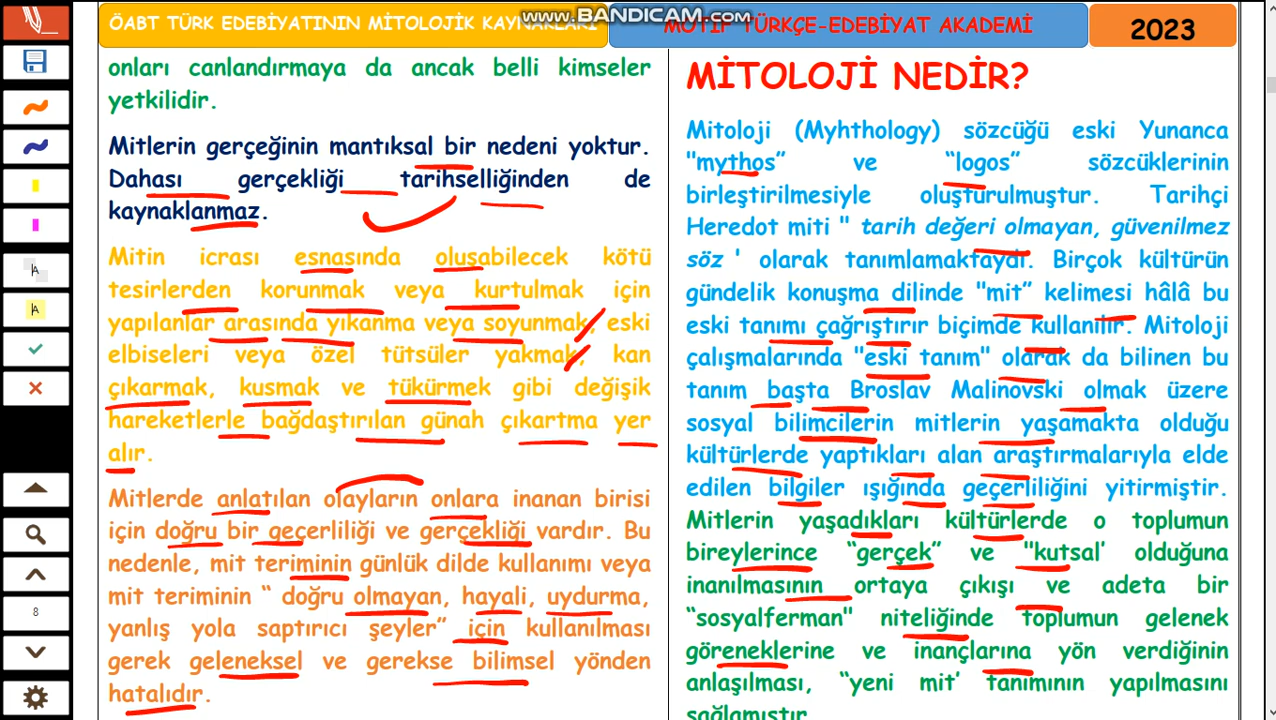 www.BANDICAM.com
ÖABT TÜRK EDEBİYATININ MİTOLOJİK KAYNAKLARI
MOTİF TÜRKÇE-EDEBİYAT AKADEMİ
2023
onları canlandırmaya da ancak belli kimseler
yetkilidir.
Mitlerin gerçeğinin mantıksal bir nedeni yoktur.
Dahası gerçekliği tarihselliğinden de
kaynaklanmaz.
Mitin icrası esnasında oluşabilecek kötü
tesirlerden korunmak veya kurtulmak için
yapılanlar arasında yıkanma veya soyunmak, eski
elbiseleri veya özel tütsüler yakmak, kan
çıkarmak, kusmak ve tükürmek gibi değişik
hareketlerle bağdaştırılan günah çıkartma yer
alır.
Mitlerde anlatılan olayların onlara inanan birisi
için doğru bir geçerliliği ve gerçekliği vardır. Bu
nedenle, mit teriminin günlük dilde kullanımı veya
mit teriminin “ doğru olmayan, hayali, uydurma,
yanlış yola saptırıcı şeyler” için kullanılması
gerek geleneksel ve gerekse bilimsel yönden
hatalıdır.
MİTOLOJİ NEDİR?
Mitoloji (Myhthology) sözcüğü eski Yunanca
"mythos” ve “logos” sözcüklerinin
birleştirilmesiyle oluşturulmuştur. Tarihçi
Heredot miti " tarih değeri olmayan, güvenilmez
söz ' olarak tanımlamaktaydı. Birçok kültürün
gündelik konuşma dilinde "mit” kelimesi hâlâ bu
eski tanımı çağrıştırır biçimde kullanılır. Mitoloji
çalışmalarında "eski tanım" olarak da bilinen bu
tanım başta Broslav Malinovski olmak üzere
sosyal bilimcilerin mitlerin yaşamakta olduğu
kültürlerde yaptıkları alan araştırmalarıyla elde
edilen bilgiler ışığında geçerliliğini yitirmiştir.
Mitlerin yaşadıkları kültürlerde o toplumun
bireylerince “gerçek” ve "kutsal’ olduğuna
inanılmasının ortaya çıkışı ve adeta bir
“sosyalferman" niteliğinde toplumun gelenek
göreneklerine ve inançlarına yön verdiğinin
anlaşılması, “yeni mit’ tanımının yapılmasını
sağlamıştır.
8